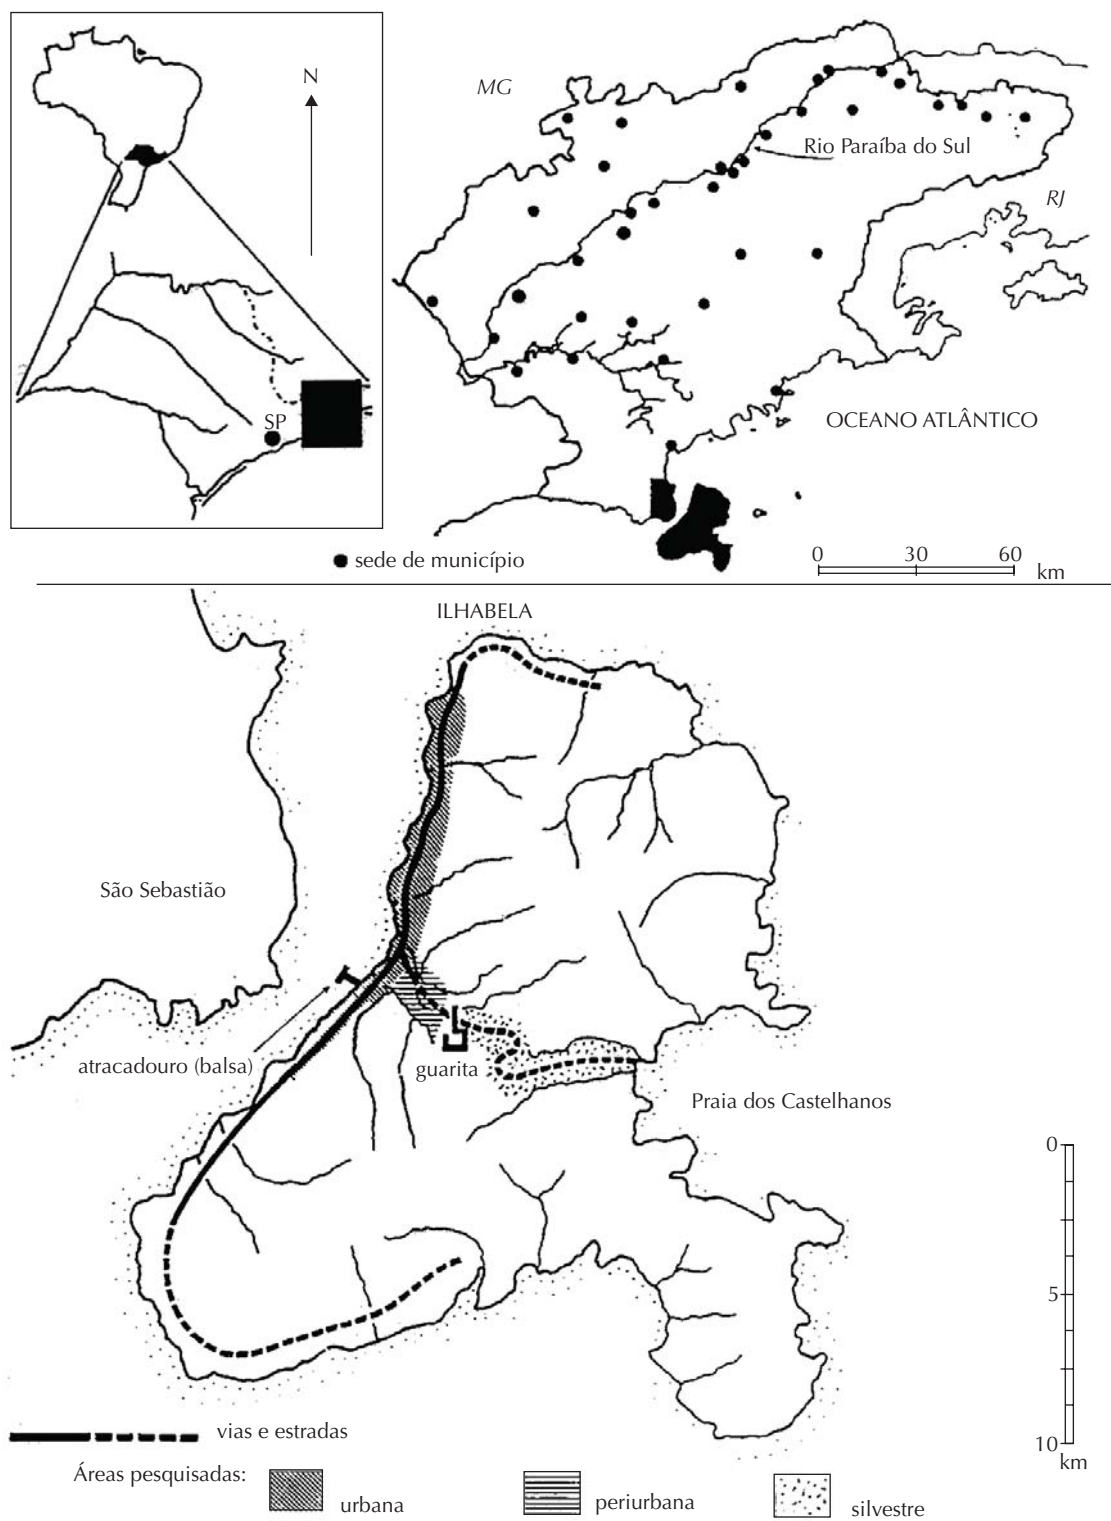 N
SP
MG
Rio Paraíba do Sul
RJ
OCEANO ATLÂNTICO
sede de município
0 30 60
km
ILHABELA
São Sebastião
atracadouro (balsa)
guarita
Praia dos Castelhanos
0
5
10
km
vias e estradas
Áreas pesquisadas:
urbana
periurbana
silvestre